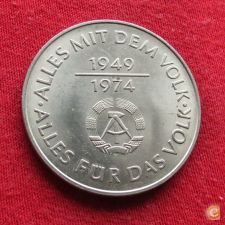 · ALLES MIT DEM VOLK ·
1949
1974
ALLES FÜR DAS VOLK